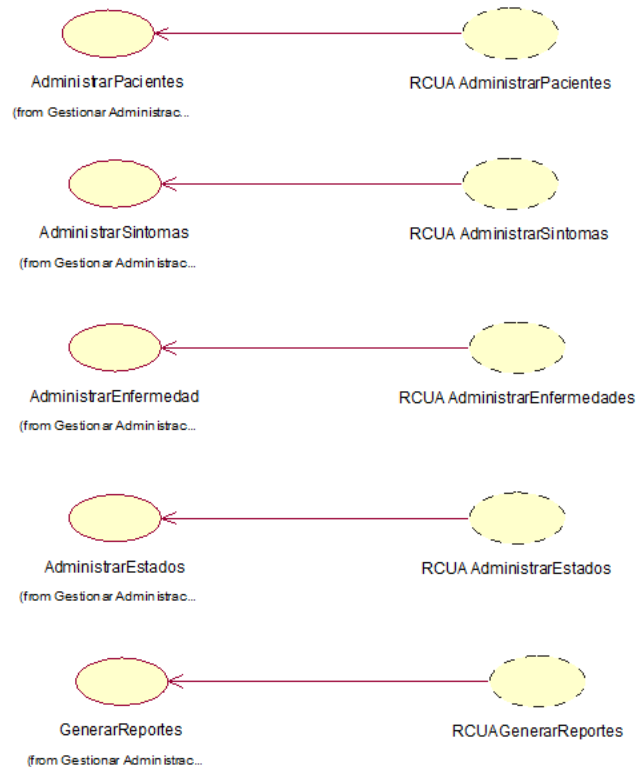 AdministrarPacientes
RCUA AdministrarPacientes
(from Gestionar Administrac...
AdministrarSintomas
RCUA AdministrarSintomas
(from Gestionar Administrac...
AdministrarEnfermedad
RCUA AdministrarEnfermedades
(from Gestionar Administrac...
AdministrarEstados
RCUA AdministrarEstados
(from Gestionar Administrac...
GenerarReportes
RCUAGenerarReportes
(from Gestionar Administrac...